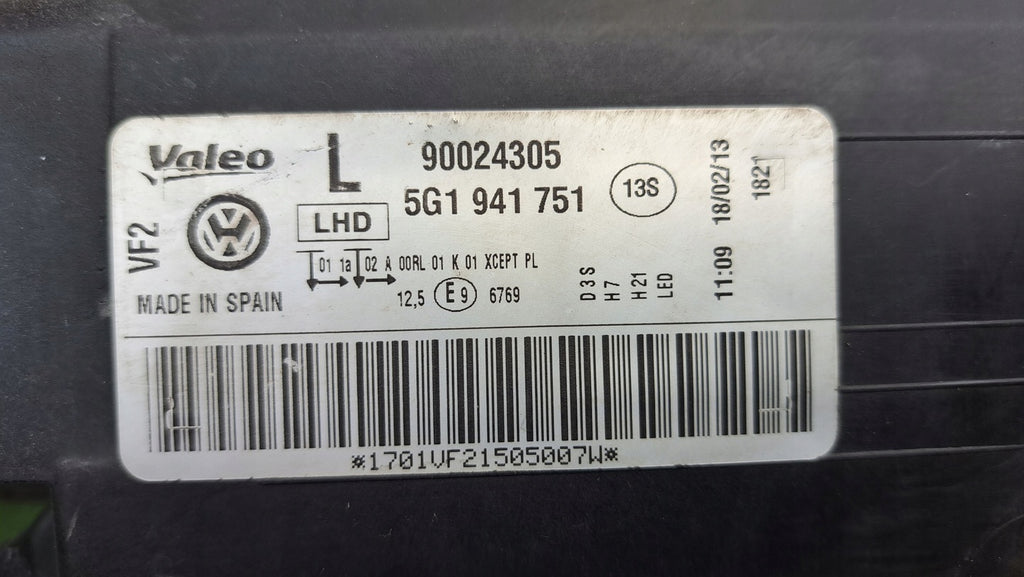 Valeo
L
90024305
5G1 941 751
13S
LHD
VF2
01 1a 02 A 00RL 01 K 01 XCEPT PL
12,5 E9 6769
MADE IN SPAIN
D3S
H7
H21
LED
11:09 18/02/13
1821
*1701VF21505007W*